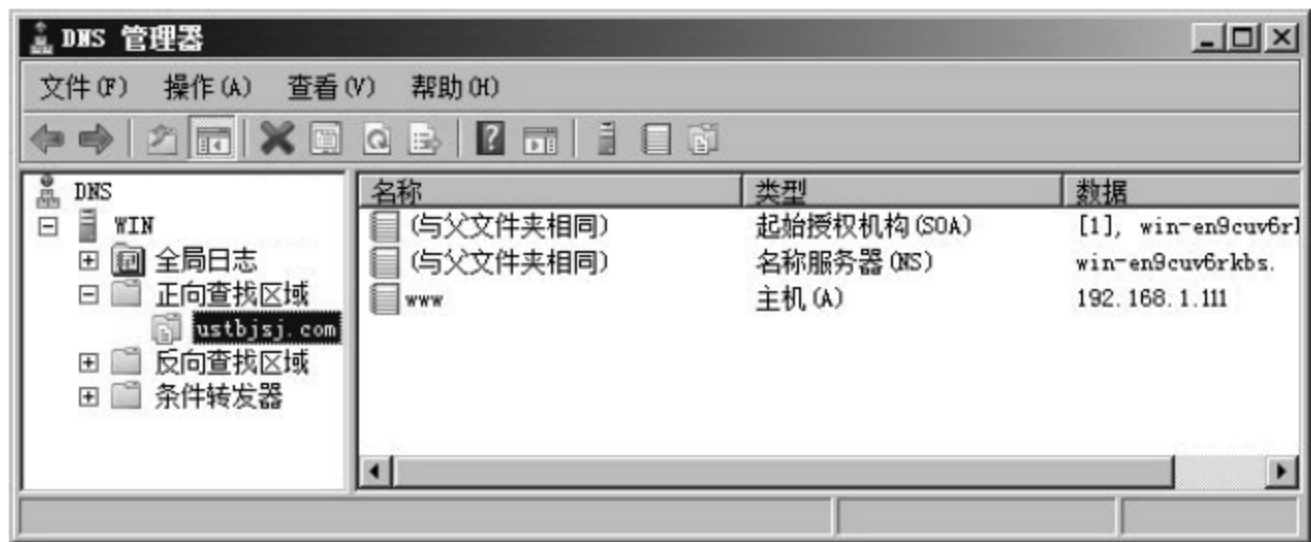 DNS 管理器
文件(F) 操作(A) 查看(V) 帮助(H)
DNS
WIN
全局日志
正向查找区域
ustbjsj.com
反向查找区域
条件转发器
名称 类型 数据
(与父文件夹相同) 起始授权机构(SOA) [1], win-en9cuv6rl
(与父文件夹相同) 名称服务器(NS) win-en9cuv6rkbs.
www 主机(A) 192.168.1.111